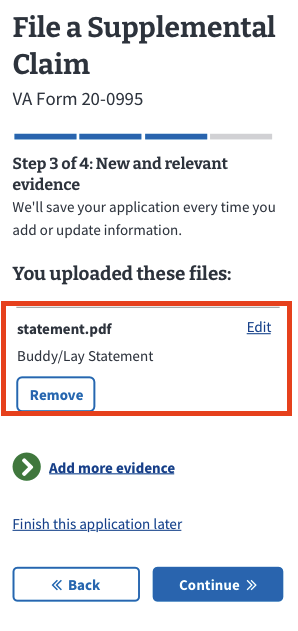 File a Supplemental
Claim
VA Form 20-0995
Step 3 of 4: New and relevant
evidence
We'll save your application every time you
add or update information.
You uploaded these files:
statement.pdf Edit
Buddy/Lay Statement
Remove
Add more evidence
Finish this application later
Back Continue